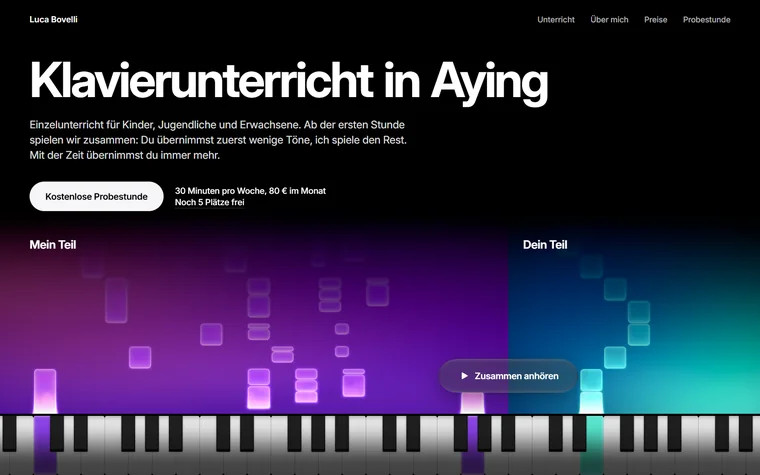 Luca Bovelli
Unterricht
Über mich
Preise
Probestunde
Klavierunterricht in Aying
Einzelunterricht für Kinder, Jugendliche und Erwachsene. Ab der ersten Stunde
spielen wir zusammen: Du übernimmst zuerst wenige Töne, ich spiele den Rest.
Mit der Zeit übernimmst du immer mehr.
Kostenlose Probestunde
30 Minuten pro Woche, 80 € im Monat
Noch 5 Plätze frei
Mein Teil
Dein Teil
Zusammen anhören